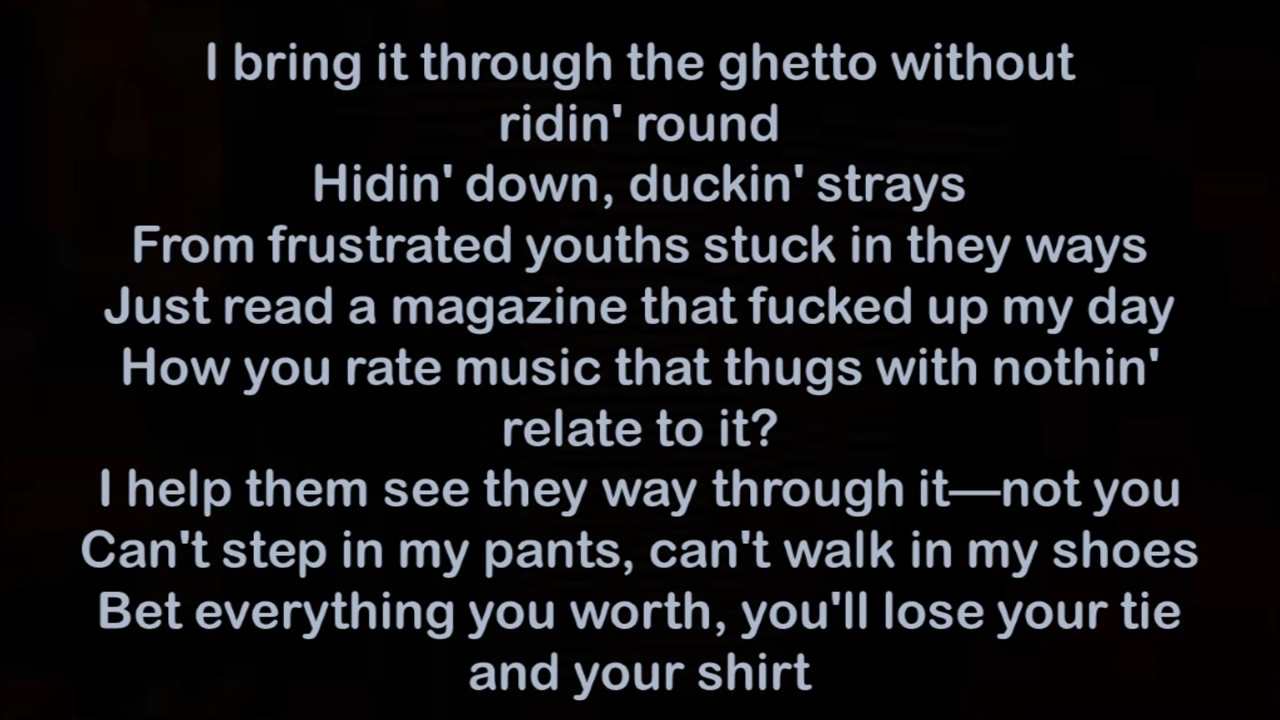 I bring it through the ghetto without
ridin' round
Hidin' down, duckin' strays
From frustrated youths stuck in they ways
Just read a magazine that fucked up my day
How you rate music that thugs with nothin'
relate to it?
I help them see they way through it—not you
Can't step in my pants, can't walk in my shoes
Bet everything you worth, you'll lose your tie
and your shirt